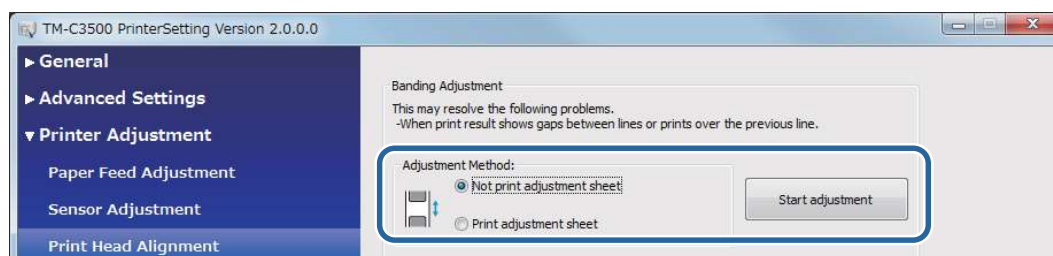 TM-C3500 PrinterSetting Version 2.0.0.0
General
Advanced Settings
Printer Adjustment
Paper Feed Adjustment
Sensor Adjustment
Print Head Alignment
Banding Adjustment
This may resolve the following problems.
-When print result shows gaps between lines or prints over the previous line.
Adjustment Method:
Not print adjustment sheet
Print adjustment sheet
Start adjustment